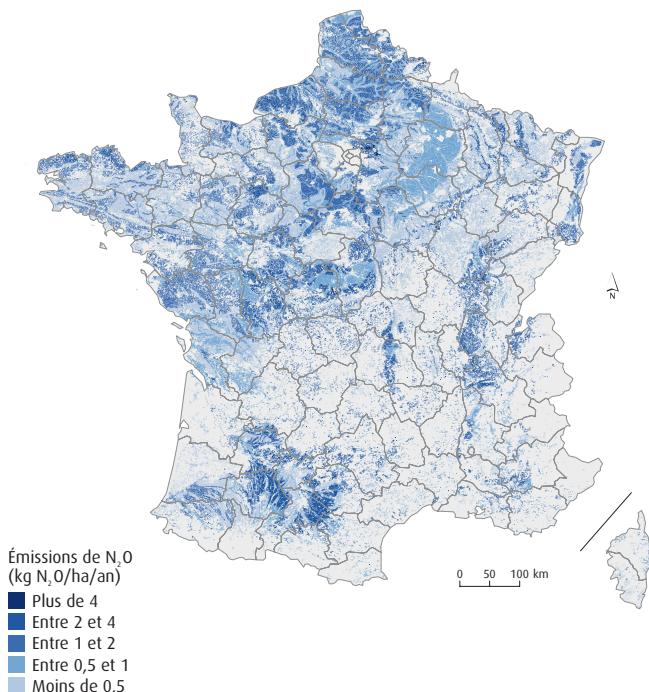 N
Émissions de N₂O
(kg N₂O/ha/an)
Plus de 4
Entre 2 et 4
Entre 1 et 2
Entre 0,5 et 1
Moins de 0.5
0 50 100 km